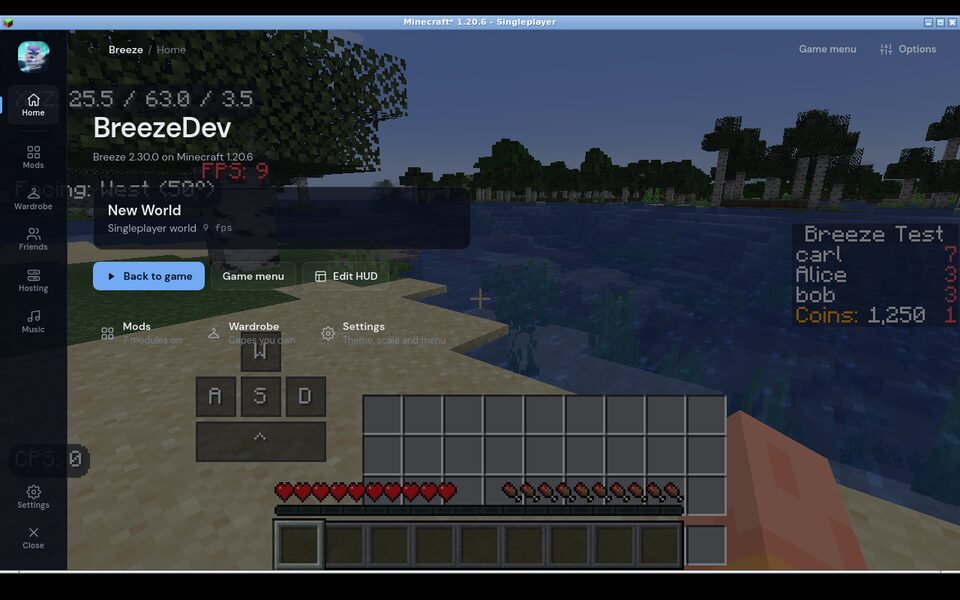 Minecraft* 1.20.6 - Singleplayer
Breeze / Home
Game menu
Options
Home
Mods
Wardrobe
Friends
Hosting
Music
Settings
Close
XYZ: 25.5 / 63.0 / 3.5
BreezeDev
Breeze 2.30.0 on Minecraft 1.20.6
FPS: 9
Facing: West (50°)
New World
Singleplayer world 9 fps
Back to game
Game menu
Edit HUD
Mods
7 modules on
Wardrobe
Capes you own
Settings
Theme, scale and menu
W
A S D
^
CPS: 0
Breeze Test
carl 7
Alice 3
bob 3
Coins: 1,250 1